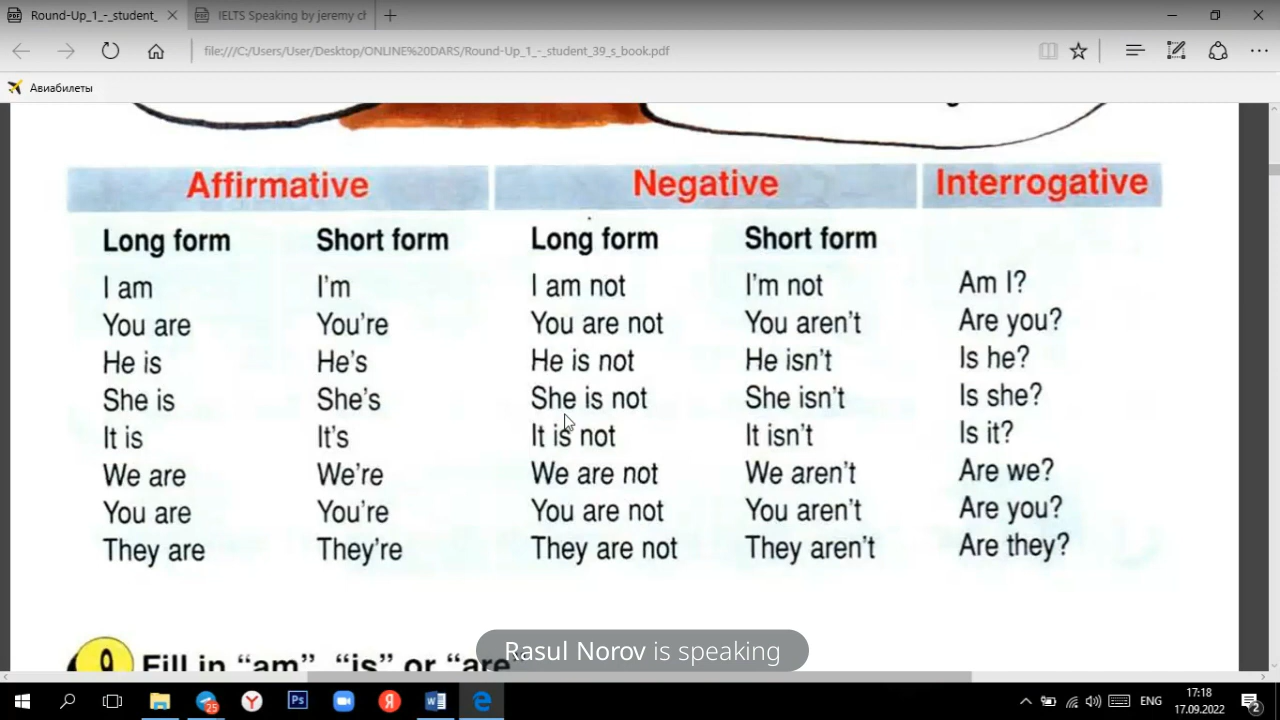 Round-Up_1_-_student_
IELTS Speaking by jeremy ch
file:///C:/Users/User/Desktop/ONLINE%20DARS/Round-Up_1_-_student_39_s_book.pdf
Авиабилеты
Affirmative Negative Interrogative
Long form Short form Long form Short form
I am I'm I am not I'm not Am I?
You are You're You are not You aren't Are you?
He is He's He is not He isn't Is he?
She is She's She is not She isn't Is she?
It is It's It is not It isn't Is it?
We are We're We are not We aren't Are we?
You are You're You are not You aren't Are you?
They are They're They are not They aren't Are they?
9 Fill in “am”, “is” or “are
Rasul Norov is speaking
25 Ps Я ENG 17:18
17.09.2022 2